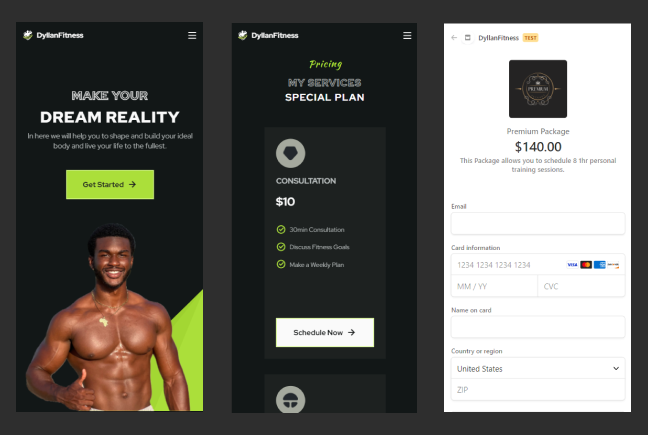 DyllanFitness
MAKE YOUR
DREAM REALITY
In here we will help you to shape and build your ideal
body and live your life to the fullest.
Get Started
DyllanFitness
Pricing
MY SERVICES
SPECIAL PLAN
CONSULTATION
$10
30min Consultation
Discuss Fitness Goals
Make a Weekly Plan
Schedule Now
DyllanFitness TEST
PREMIUM
Premium Package
$140.00
This Package allows you to schedule 8 1hr personal
training sessions.
Email
Card information
1234 1234 1234 1234 VISA
MM / YY CVC
Name on card
Country or region
United States
ZIP